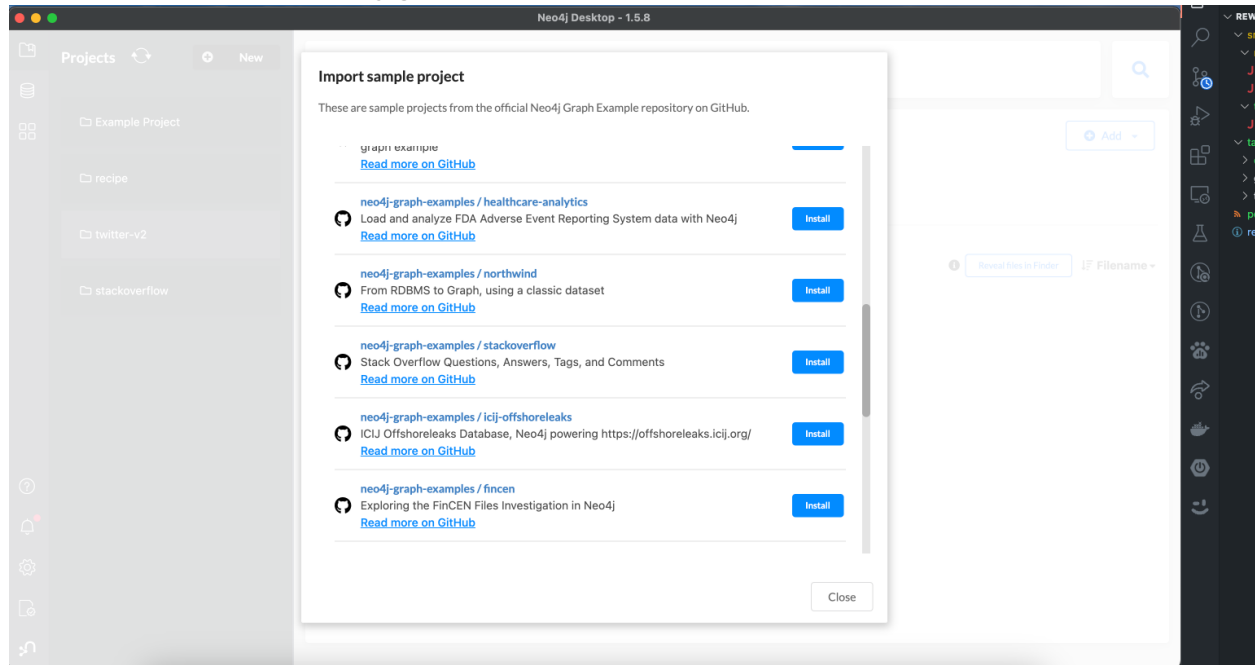 Neo4j Desktop - 1.5.8
Projects
New
Example Project
recipe
twitter-v2
stackoverflow
Add
Reveal files in Finder
Filename
Import sample project
These are sample projects from the official Neo4j Graph Example repository on GitHub.
graph example
Read more on GitHub
neo4j-graph-examples / healthcare-analytics
Load and analyze FDA Adverse Event Reporting System data with Neo4j
Install
Read more on GitHub
neo4j-graph-examples / northwind
From RDBMS to Graph, using a classic dataset
Install
Read more on GitHub
neo4j-graph-examples / stackoverflow
Stack Overflow Questions, Answers, Tags, and Comments
Install
Read more on GitHub
neo4j-graph-examples / icij-offshoreleaks
ICIJ Offshoreleaks Database, Neo4j powering https://offshoreleaks.icij.org/
Install
Read more on GitHub
neo4j-graph-examples / fincen
Exploring the FinCEN Files Investigation in Neo4j
Install
Read more on GitHub
Close
REW